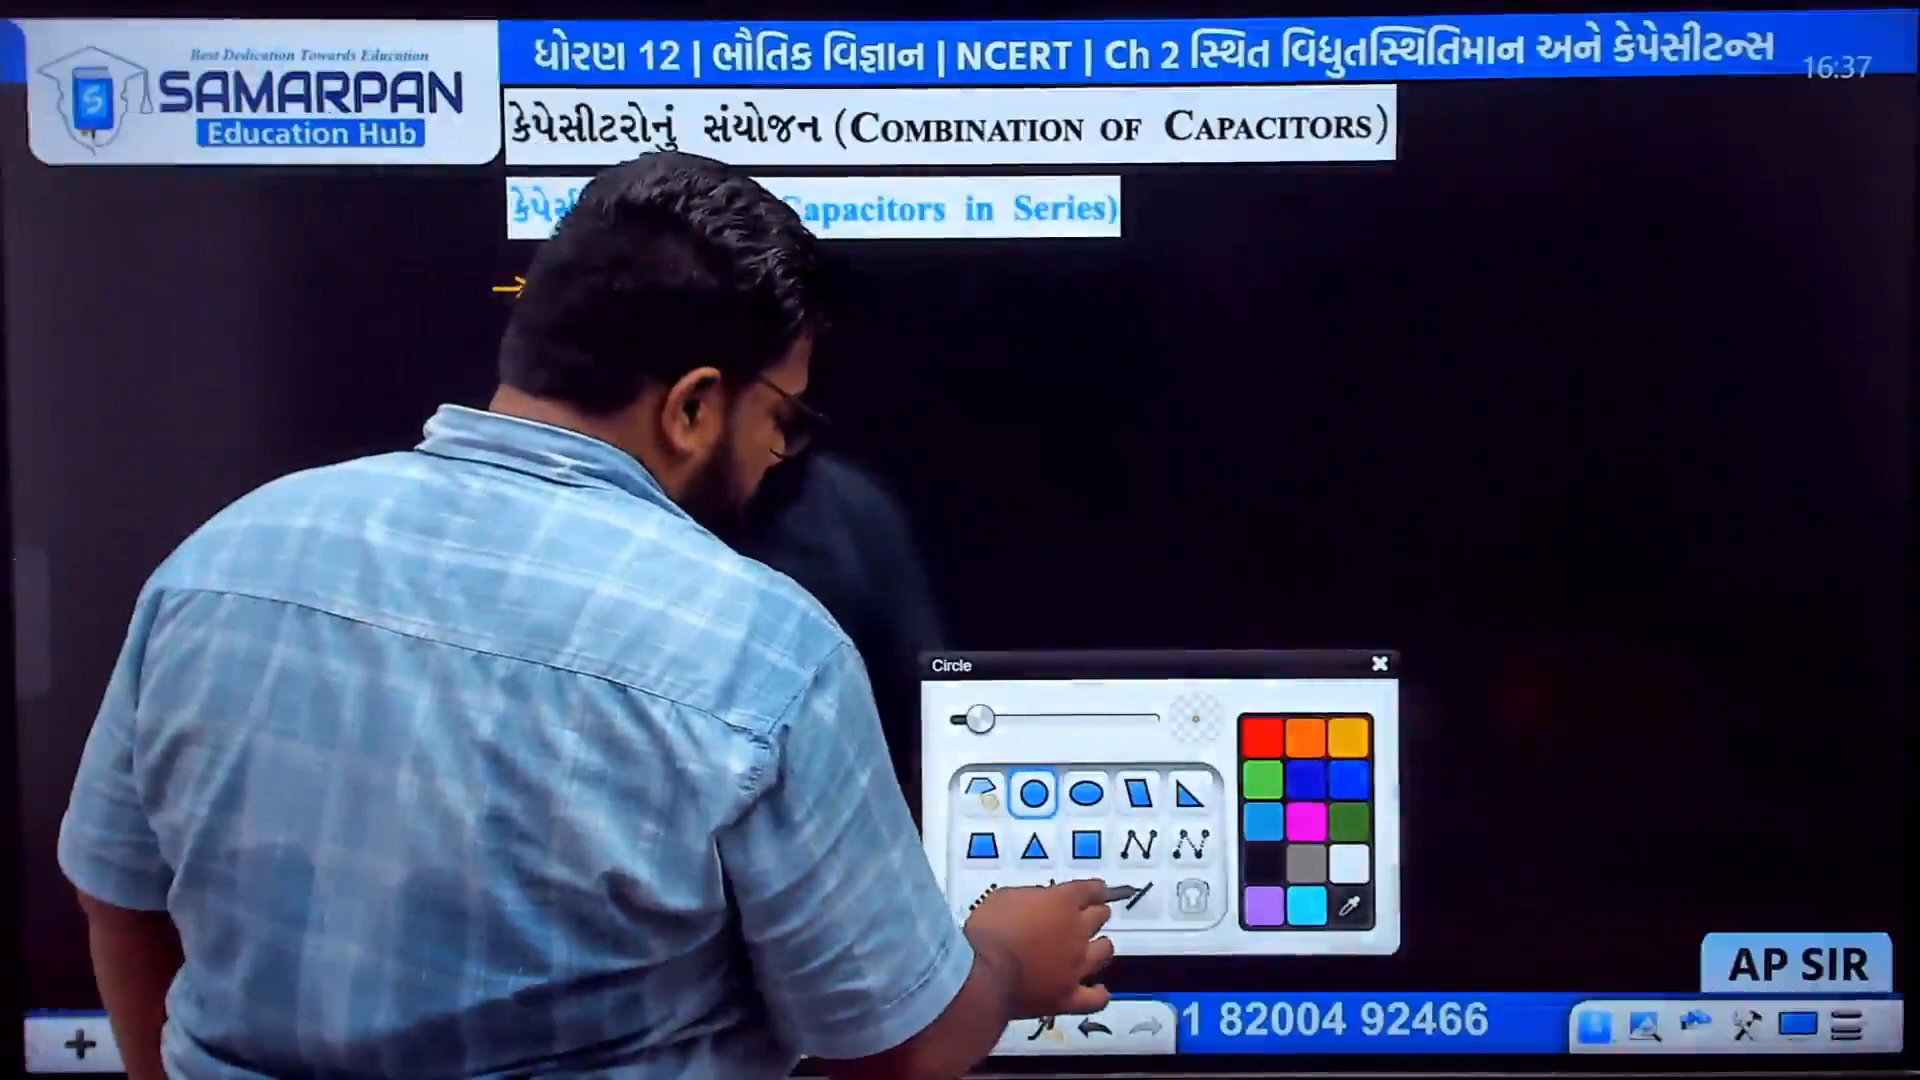 Best Dedication Towards Education
SAMARPAN
Education Hub
ધોરણ 12 | ભૌતિક વિજ્ઞાન | NCERT | Ch 2 સ્થિત વિધુતસ્થિતિમાન અને કેપેસીટન્સ
16:37
કેપેસીટરોનું સંયોજન (COMBINATION OF CAPACITORS)
Capacitors in Series)
Circle
AP SIR
1 82004 92466